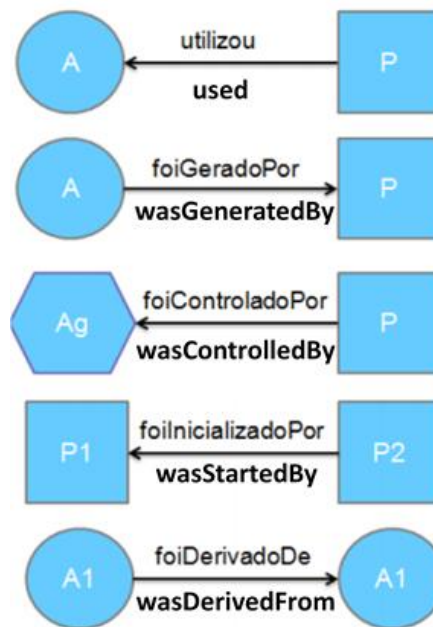 utilizou
A P
used
foiGeradoPor
A P
wasGeneratedBy
foiControladoPor
Ag P
wasControlledBy
foiInicializadoPor
P1 P2
wasStartedBy
foiDerivadoDe
A1 A1
wasDerivedFrom